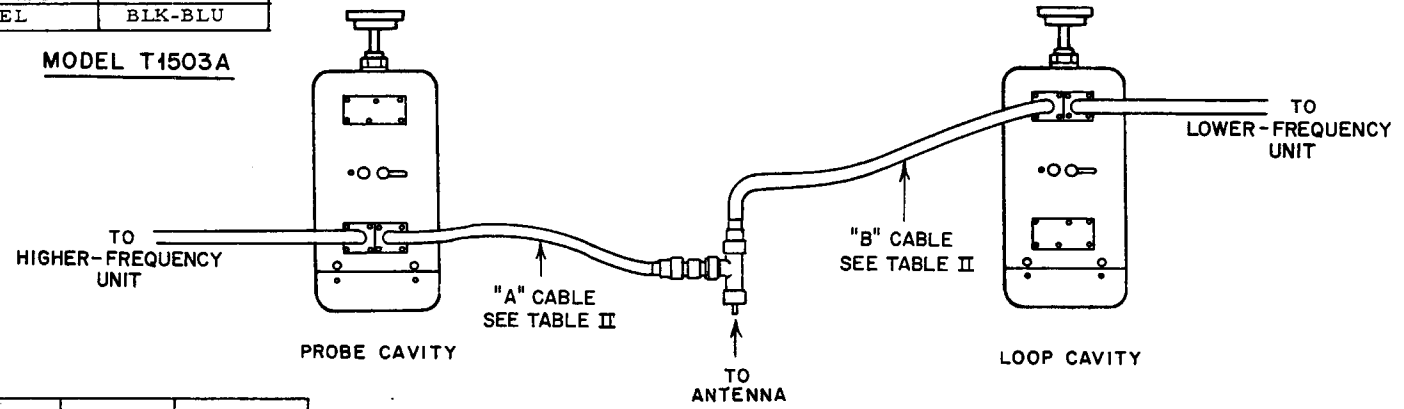 EL BLK-BLU
MODEL T1503A
TO
HIGHER-FREQUENCY
UNIT
"A" CABLE
SEE TABLE II
PROBE CAVITY
TO
ANTENNA
"B" CABLE
SEE TABLE II
TO
LOWER-FREQUENCY
UNIT
LOOP CAVITY